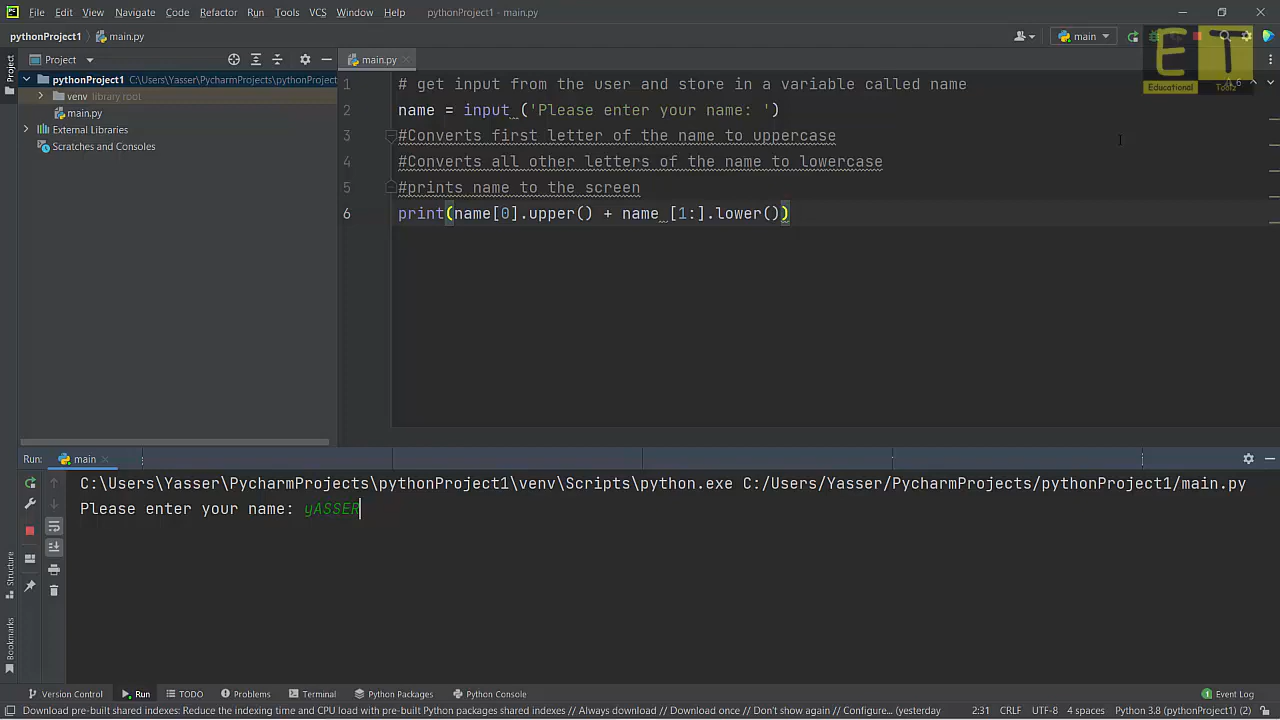 File Edit View Navigate Code Refactor Run Tools VCS Window Help pythonProject1 - main.py
pythonProject1 main.py main
Project main.py
ET
Educational Toolz
Project
pythonProject1 C:\Users\Yasser\PycharmProjects\pythonProject
venv library root
main.py
External Libraries
Scratches and Consoles
1 # get input from the user and store in a variable called name
2 name = input ('Please enter your name: ')
3 #Converts first letter of the name to uppercase
4 #Converts all other letters of the name to lowercase
5 #prints name to the screen
6 print(name[0].upper() + name [1:].lower())
Run: main
C:\Users\Yasser\PycharmProjects\pythonProject1\venv\Scripts\python.exe C:/Users/Yasser/PycharmProjects/pythonProject1/main.py
Please enter your name: yASSER
Structure
Bookmarks
Version Control Run TODO Problems Terminal Python Packages Python Console 1 Event Log
Download pre-built shared indexes: Reduce the indexing time and CPU load with pre-built Python packages shared indexes // Always download // Download once // Don't show again // Configure... (yesterday 2:31 CRLF UTF-8 4 spaces Python 3.8 (pythonProject1) (2)